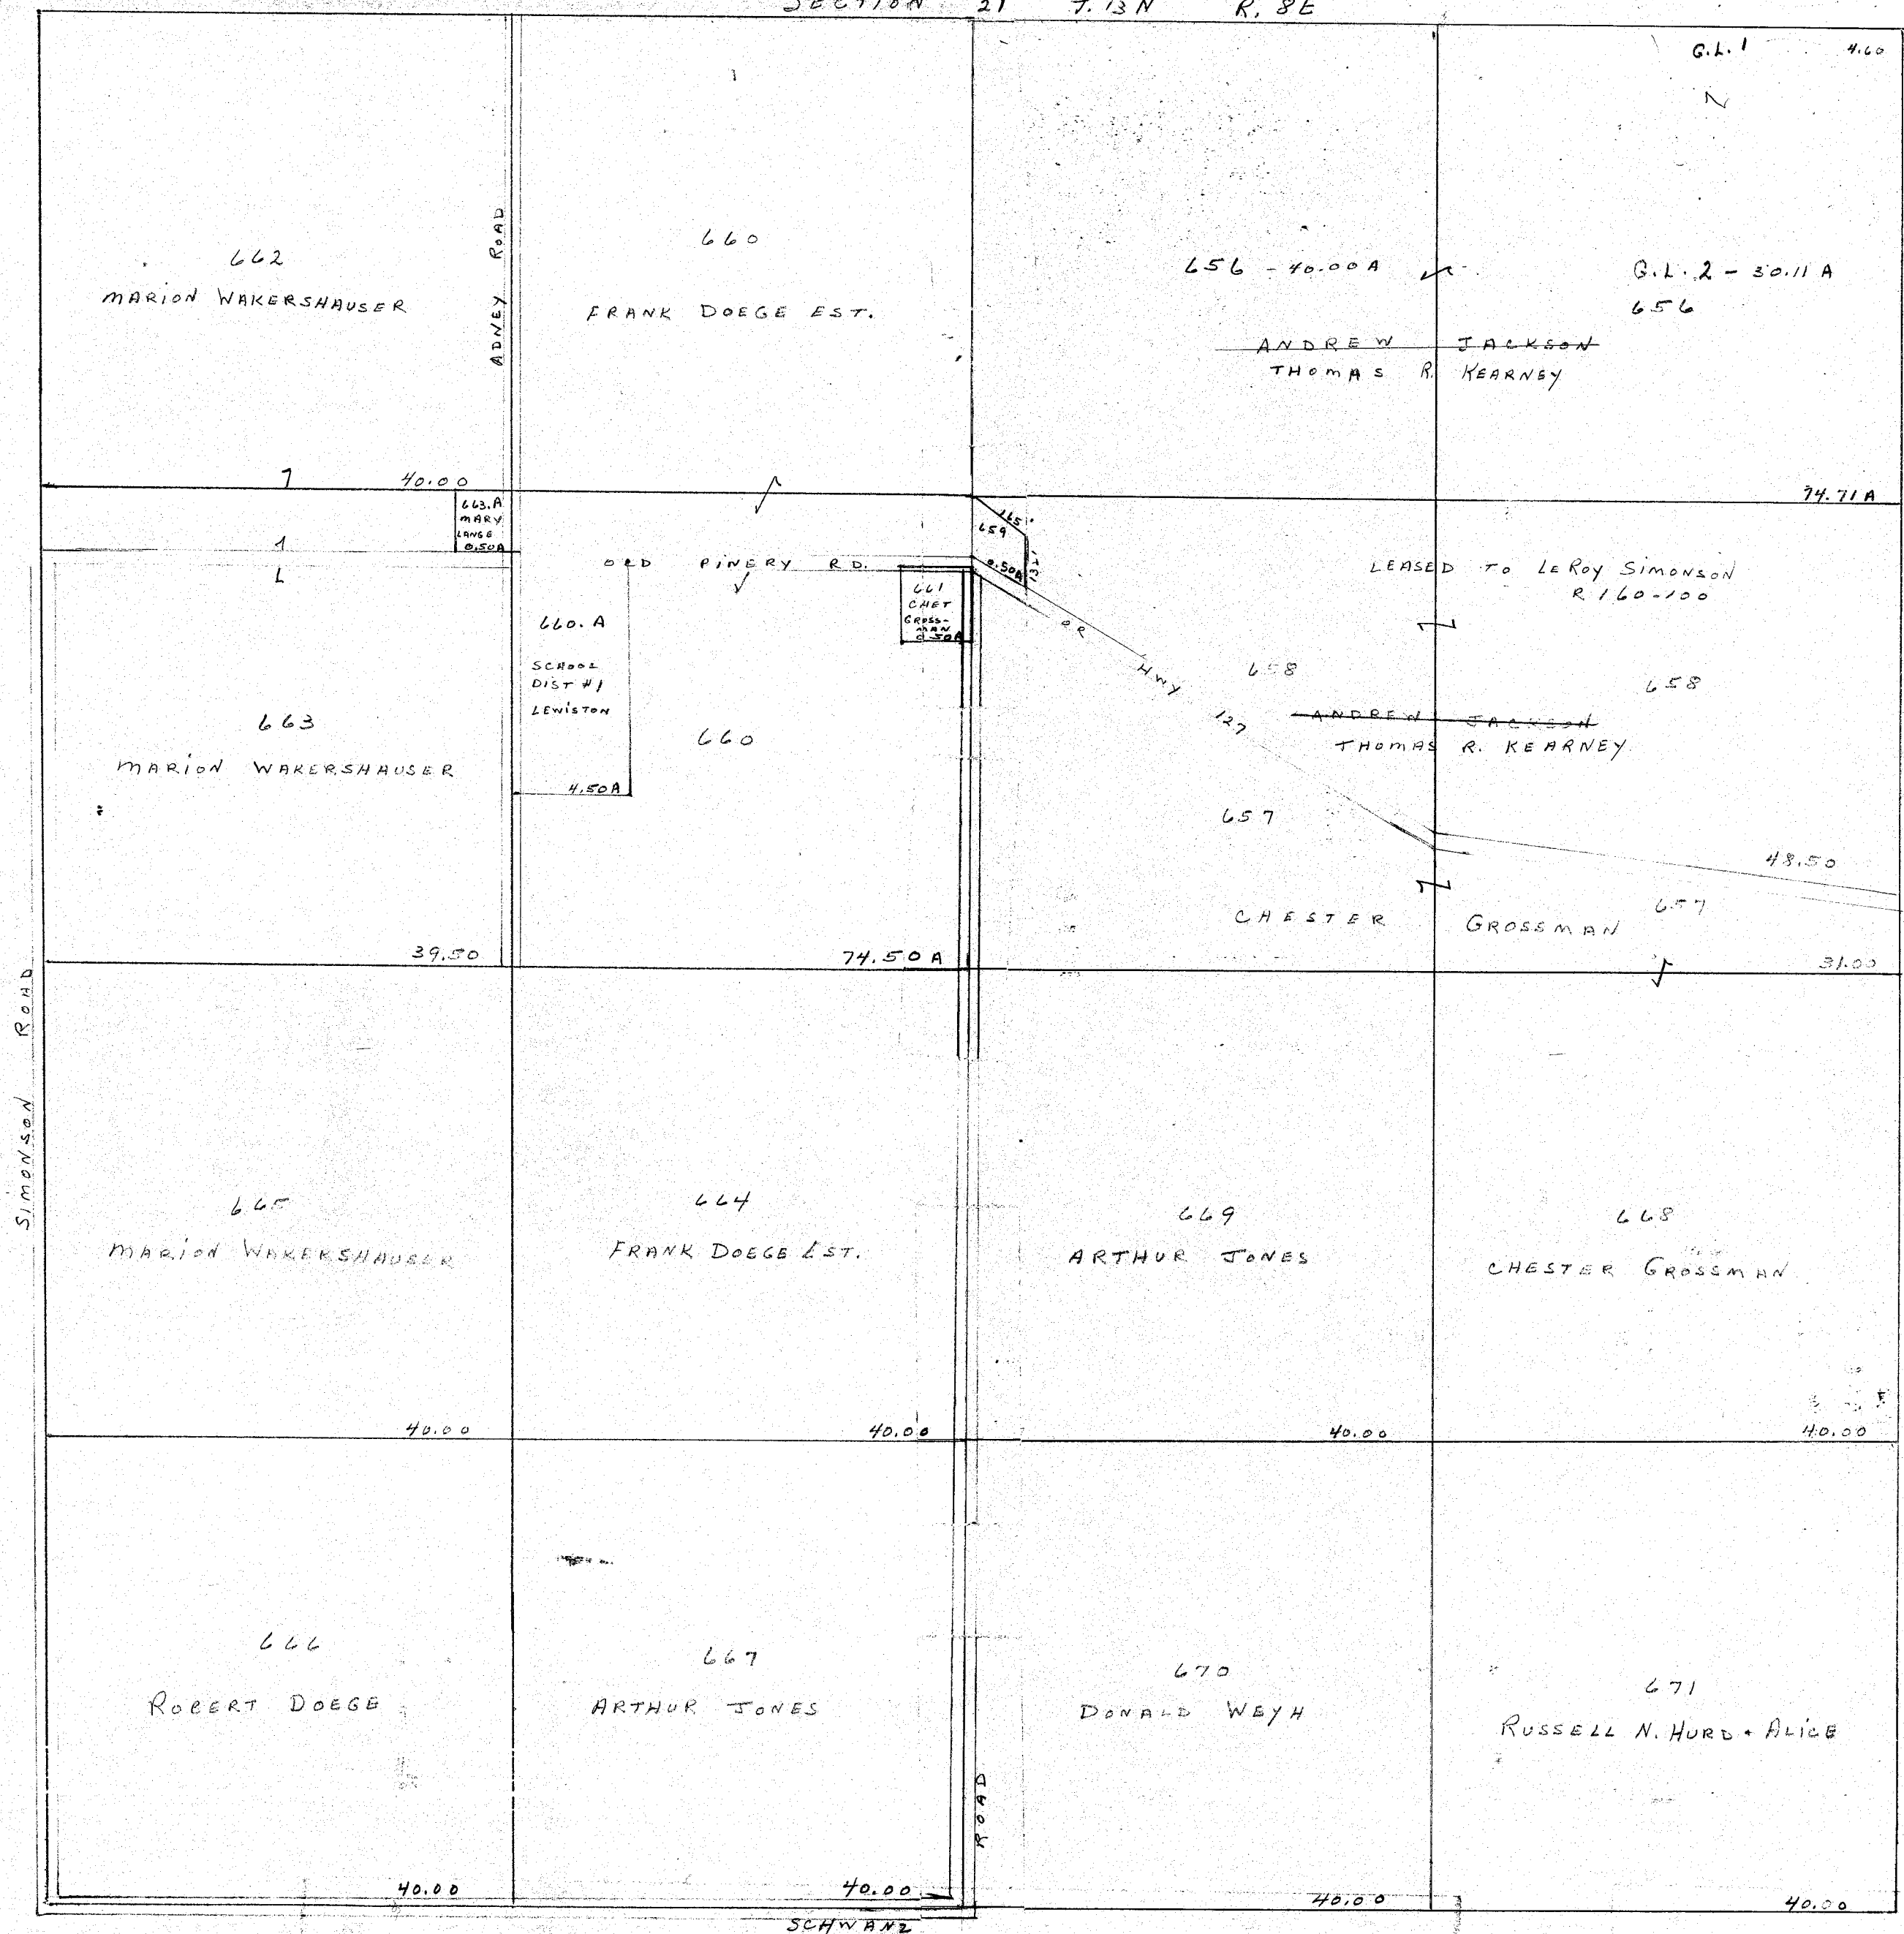 SECTION 21 T. 13 N R. 8E
G.L. 1 4.60
662
MARION WAKERSHAUSER
ADNEY ROAD
660
FRANK DOEGE EST.
656 - 40.00 A
G.L. 2 - 30.11 A
656
ANDREW JACKSON
THOMAS R. KEARNEY
40.00
74.71 A
663.A
MARY
LANGE
0.50A
OLD PINERY RD.
165'
659
0.50A
661
CHET
GROSS-
MAN
0.50A
OR
HWY
127
LEASED TO LEROY SIMONSON
R 160-100
660.A
SCHOOL
DIST #1
LEWISTON
4.50A
658
658
ANDREW JACKSON
THOMAS R. KEARNEY
663
MARION WAKERSHAUSER
660
657
48.50
657
CHESTER GROSSMAN
39.50
74.50 A
31.00
SIMONSON ROAD
665
MARION WAKERSHAUSER
664
FRANK DOEGE EST.
669
ARTHUR JONES
668
CHESTER GROSSMAN
40.00
40.00
40.00
40.00
666
ROBERT DOEGE
667
ARTHUR JONES
670
DONALD WEYH
671
RUSSELL N. HURD + ALICE
ROAD
40.00
40.00
40.00
40.00
SCHWANZ